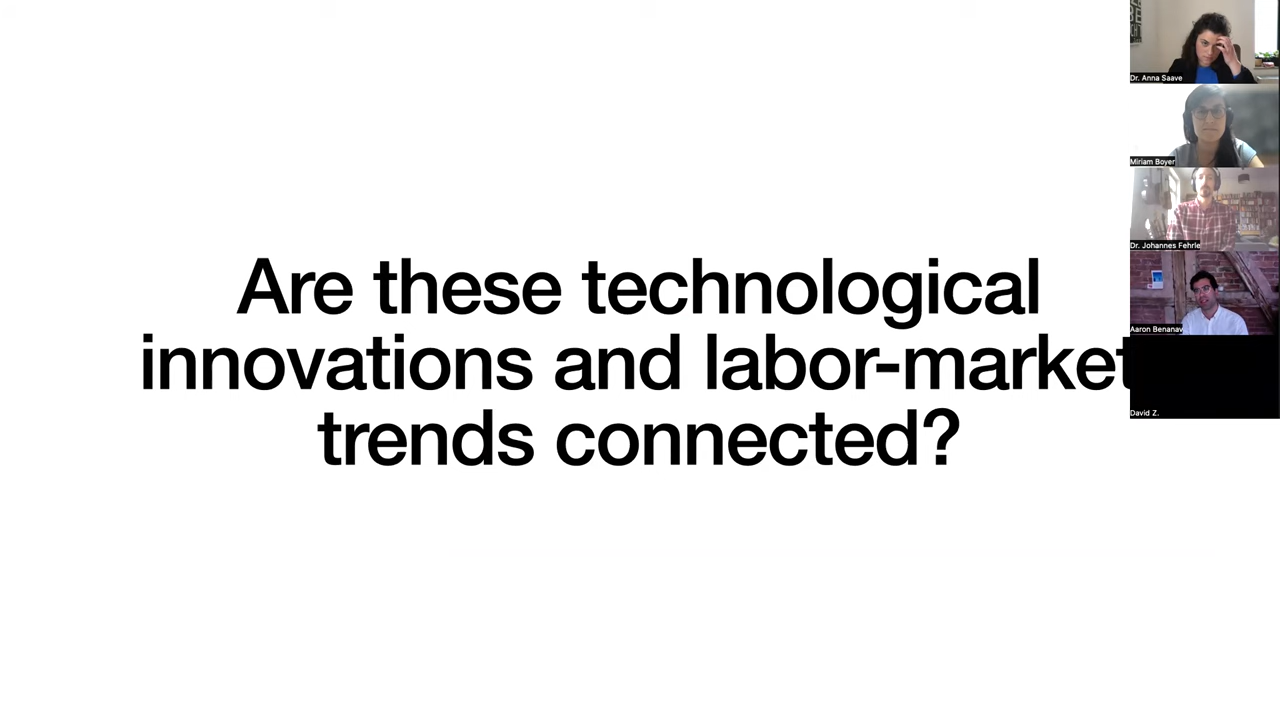 Are these technological
innovations and labor-market
trends connected?
Dr. Anna Saave
Miriam Boyer
Dr. Johannes Fehrle
Aaron Benanav
David Z.